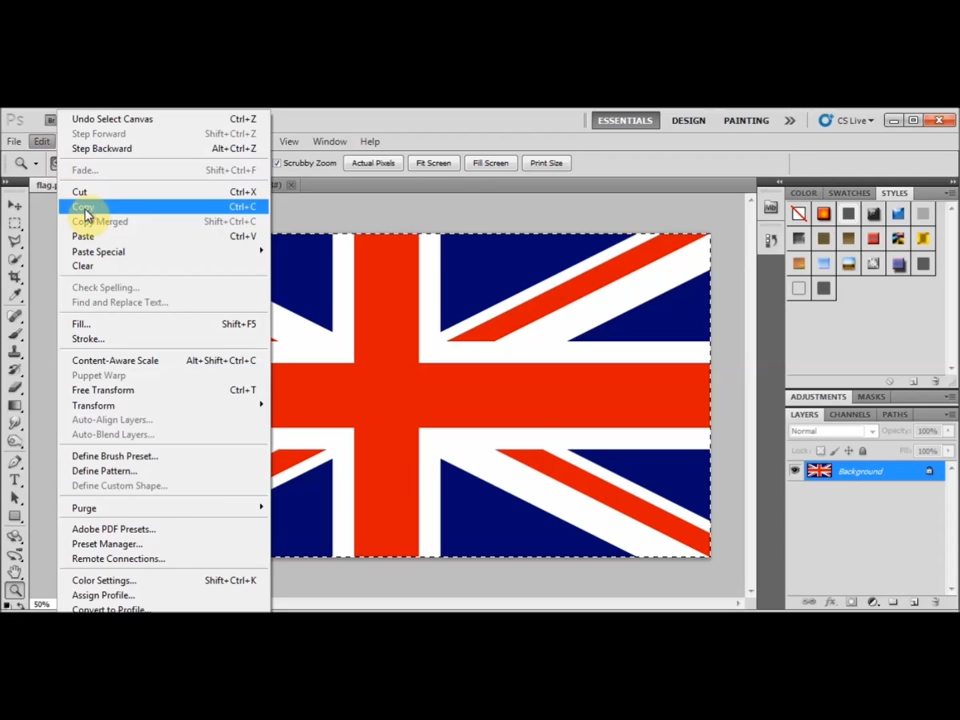 Ps Br ESSENTIALS DESIGN PAINTING CS Live
File Edit View Window Help
Scrubby Zoom Actual Pixels Fit Screen Fill Screen Print Size
flag.
Undo Select Canvas Ctrl+Z
Step Forward Shift+Ctrl+Z
Step Backward Alt+Ctrl+Z
Fade... Shift+Ctrl+F
Cut Ctrl+X
Copy Ctrl+C
Copy Merged Shift+Ctrl+C
Paste Ctrl+V
Paste Special
Clear
Check Spelling...
Find and Replace Text...
Fill... Shift+F5
Stroke...
Content-Aware Scale Alt+Shift+Ctrl+C
Puppet Warp
Free Transform Ctrl+T
Transform
Auto-Align Layers...
Auto-Blend Layers...
Define Brush Preset...
Define Pattern...
Define Custom Shape...
Purge
Adobe PDF Presets...
Preset Manager...
Remote Connections...
Color Settings... Shift+Ctrl+K
Assign Profile...
Convert to Profile...
50%
COLOR SWATCHES STYLES
Mb
ADJUSTMENTS MASKS
LAYERS CHANNELS PATHS
Normal Opacity: 100%
Lock: Fill: 100%
Background
fx